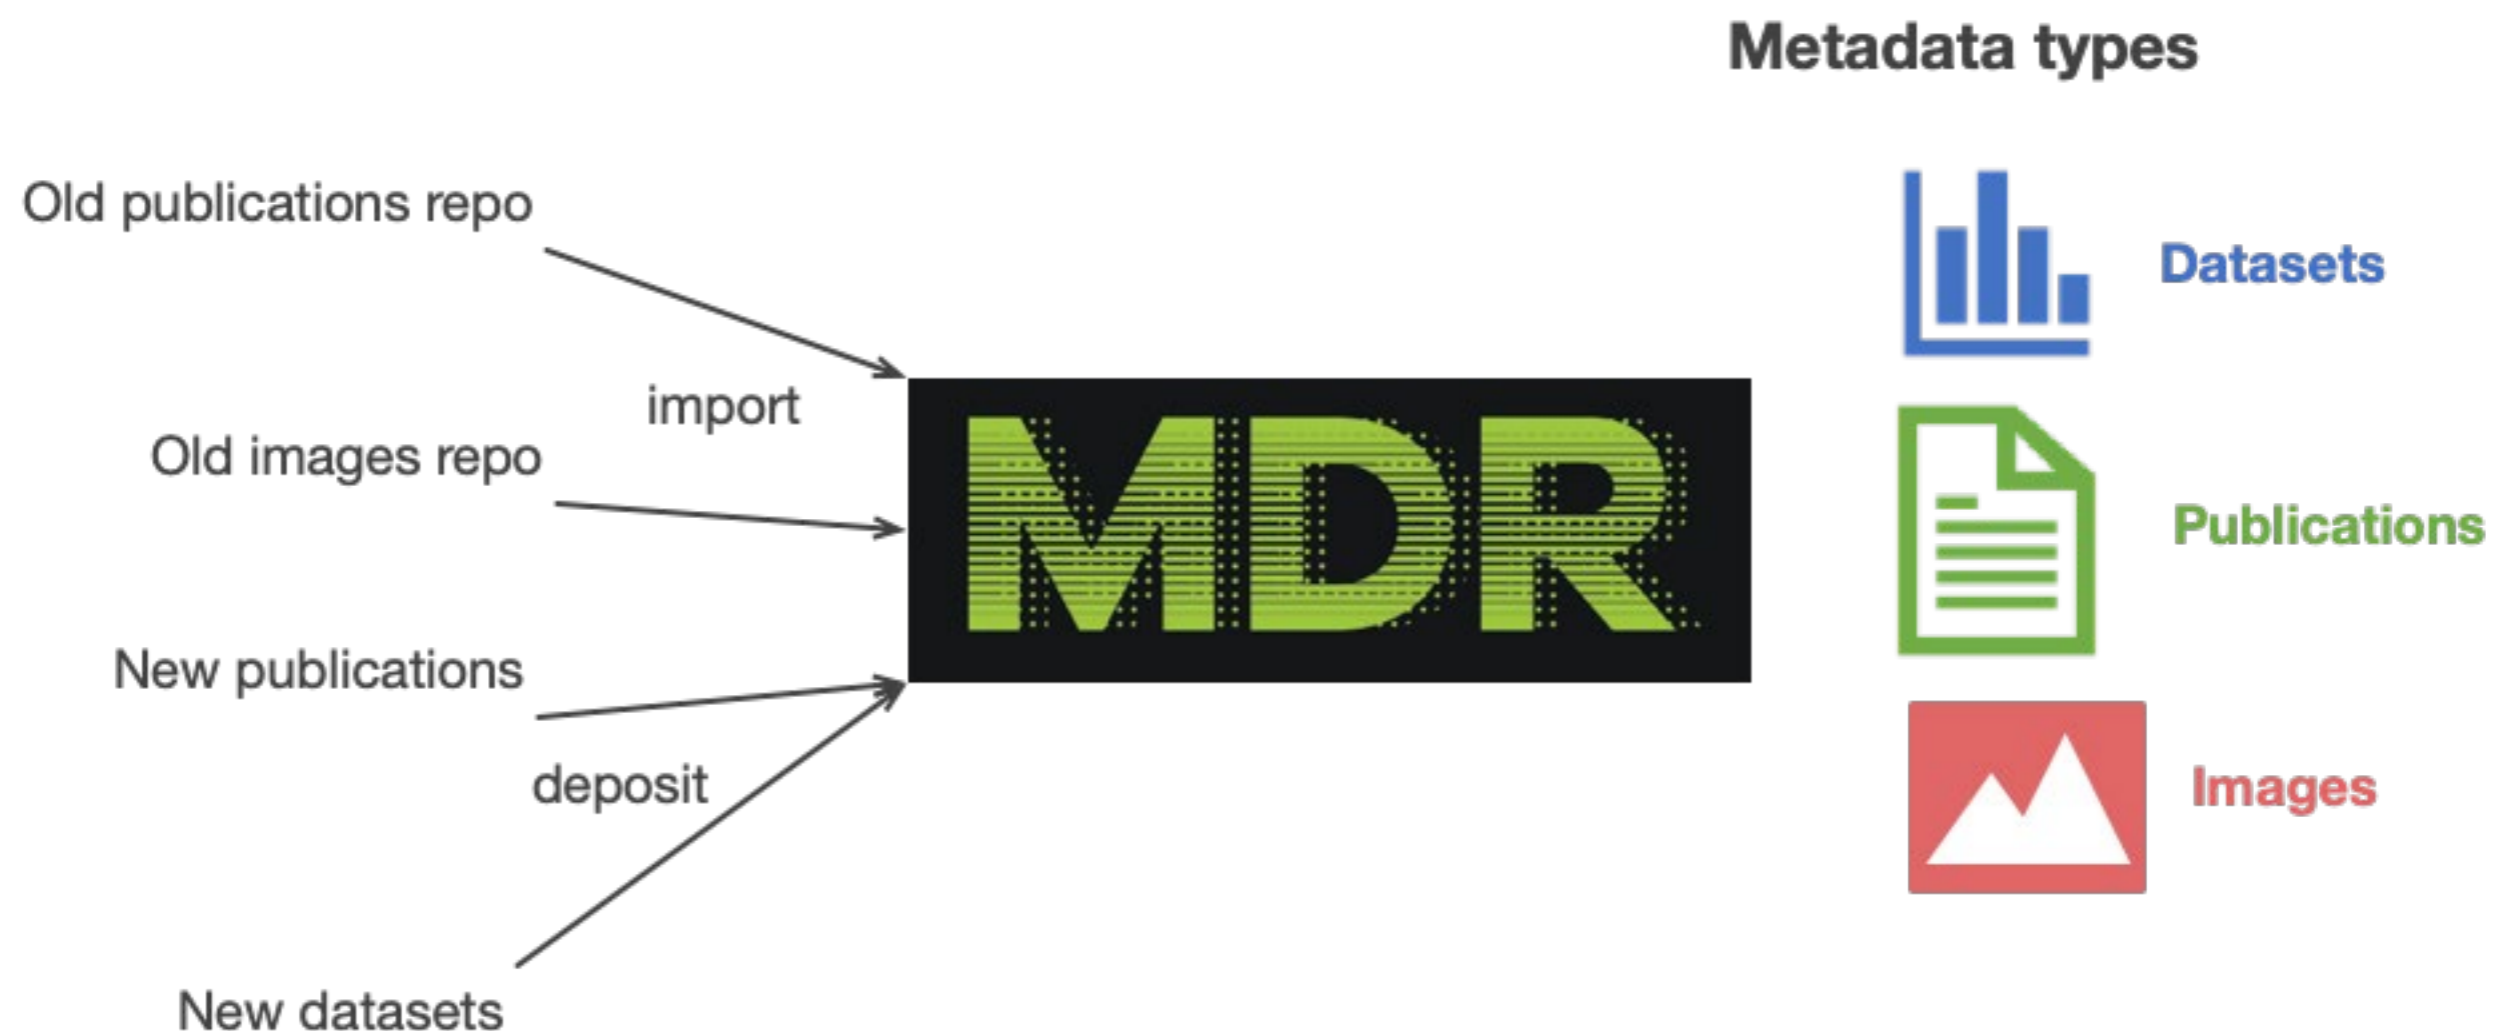 Metadata types
Old publications repo
Datasets
import
Old images repo
MDR
Publications
New publications
deposit
Images
New datasets